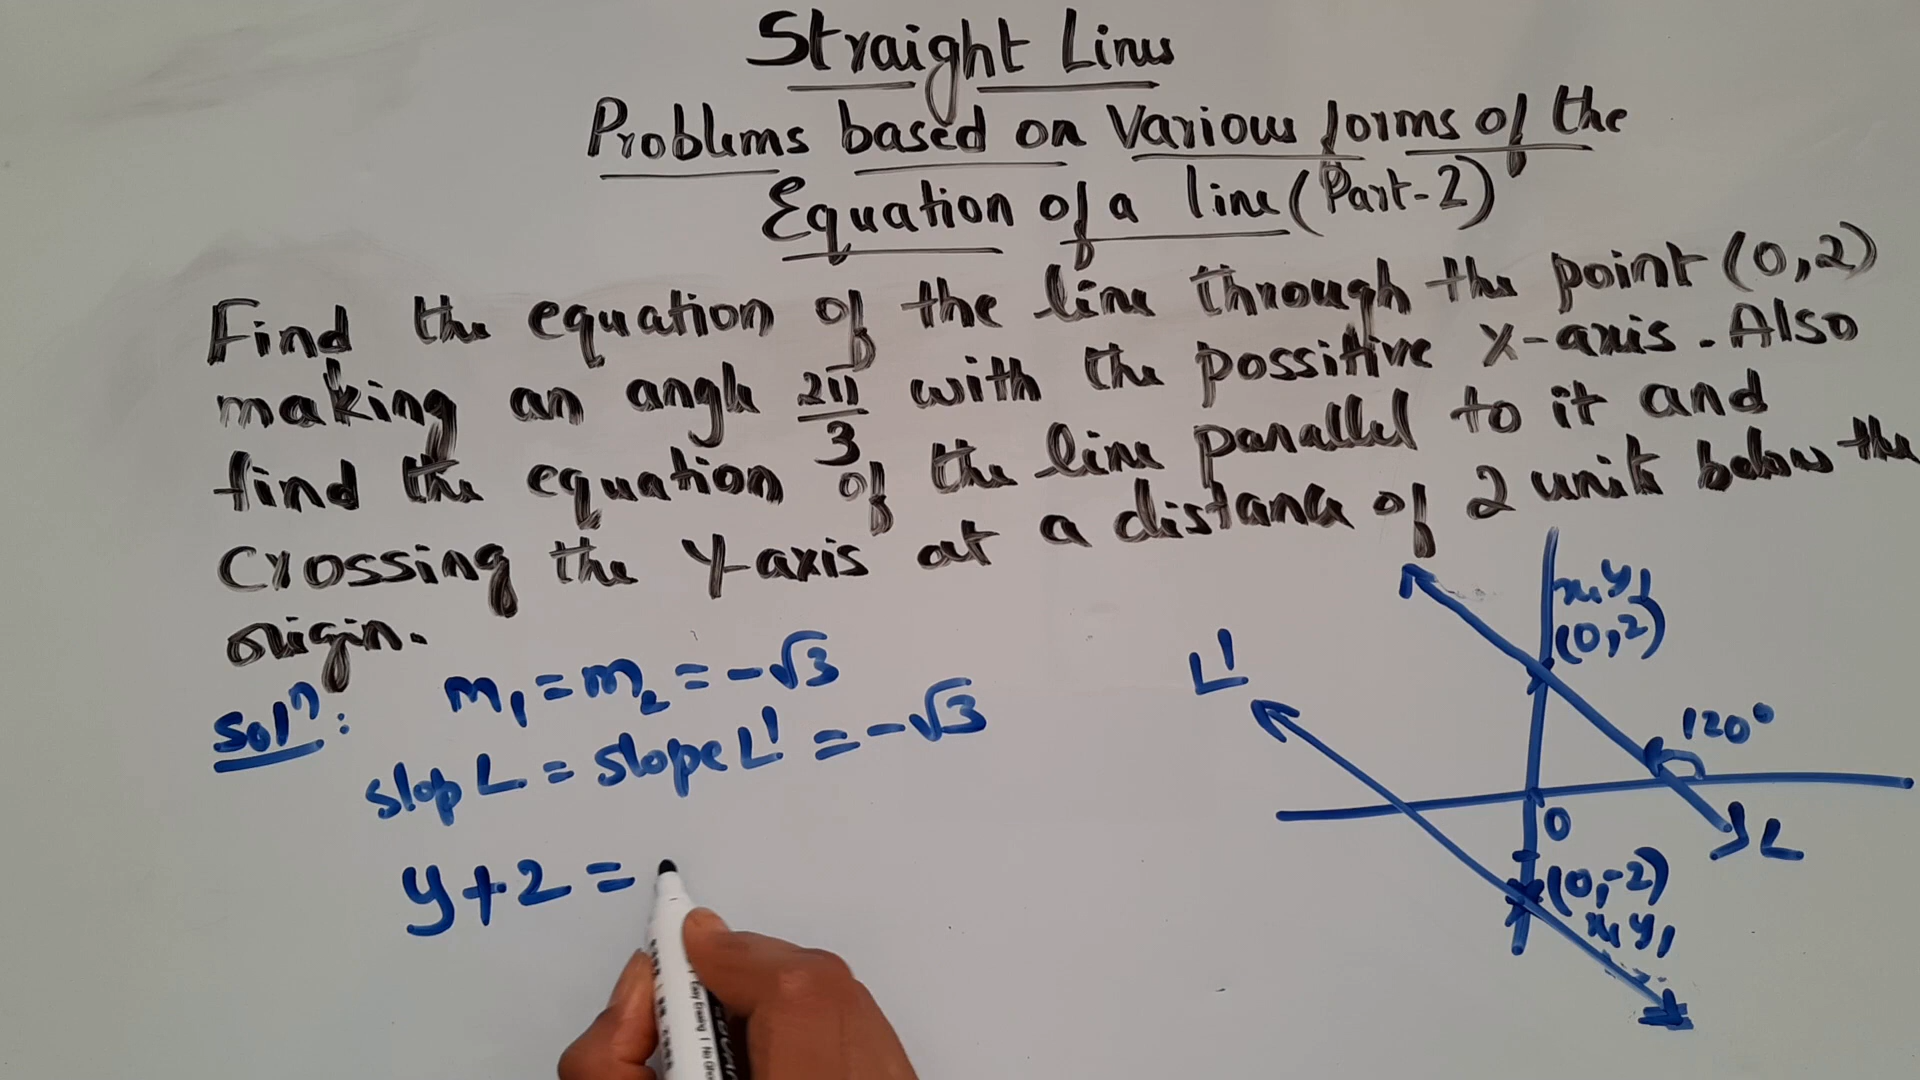 Straight Lines
Problems based on Various forms of the
Equation of a line (Part-2)
Find the equation of the line through the point (0,2)
making an angle 2π/3 with the possitive X-axis. Also
find the equation of the line parallel to it and
Crossing the Y-axis at a distance of 2 units below the
origin.
Solⁿ:
m₁ = m₂ = -√3
slop L = slope L' = -√3
y+2 =
x₁ y₁
(0,2)
L'
120°
L
0
(0,-2)
x₁ y₁